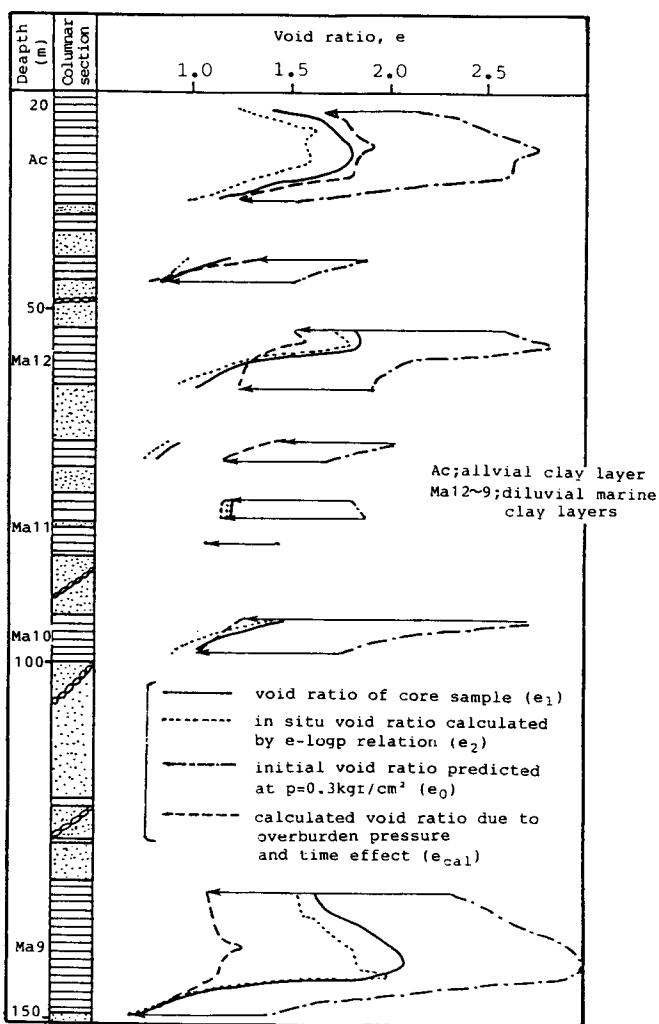 Deapth
(m)
Columnar
section
Void ratio, e
1.0 1.5 2.0 2.5
20
Ac
50
Ma12
Ac;allvial clay layer
Ma12~9;diluvial marine
clay layers
Ma11
Ma10
100
void ratio of core sample (e1)
in situ void ratio calculated
by e-logp relation (e2)
initial void ratio predicted
at p=0.3kgr/cm² (e0)
calculated void ratio due to
overburden pressure
and time effect (ecal)
Ma9
150